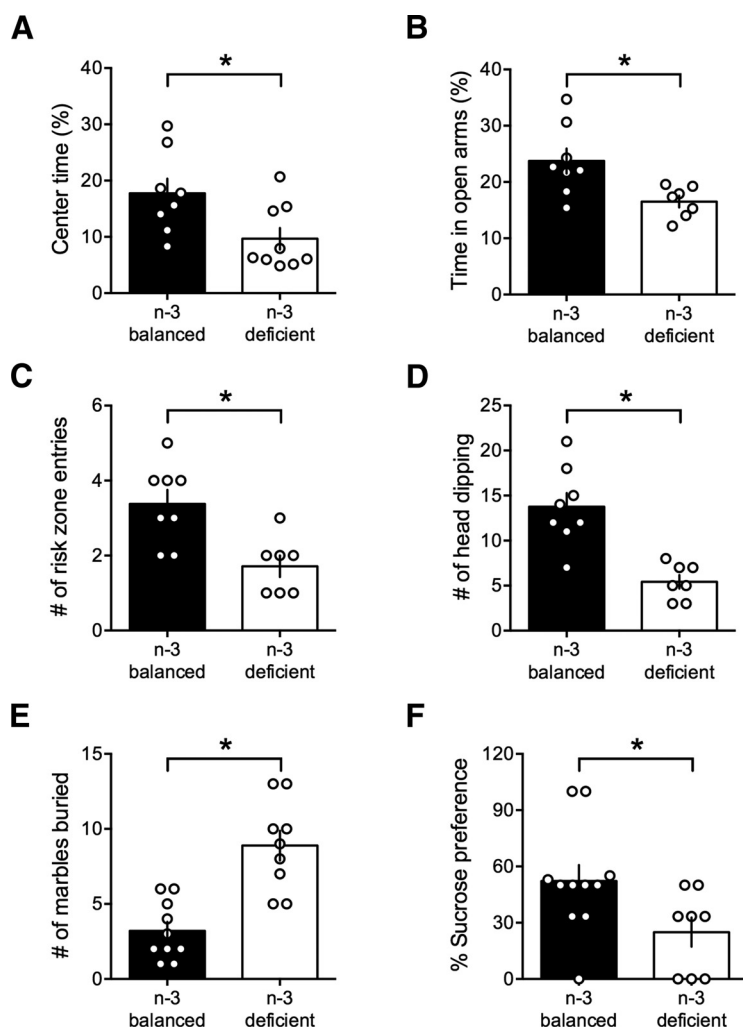 A
Center time (%)
40
30
20
10
0
*
n-3
balanced
n-3
deficient
B
Time in open arms (%)
40
30
20
10
0
*
n-3
balanced
n-3
deficient
C
# of risk zone entries
6
4
2
0
*
n-3
balanced
n-3
deficient
D
# of head dipping
25
20
15
10
5
0
*
n-3
balanced
n-3
deficient
E
# of marbles buried
15
10
5
0
*
n-3
balanced
n-3
deficient
F
% Sucrose preference
120
90
60
30
0
*
n-3
balanced
n-3
deficient